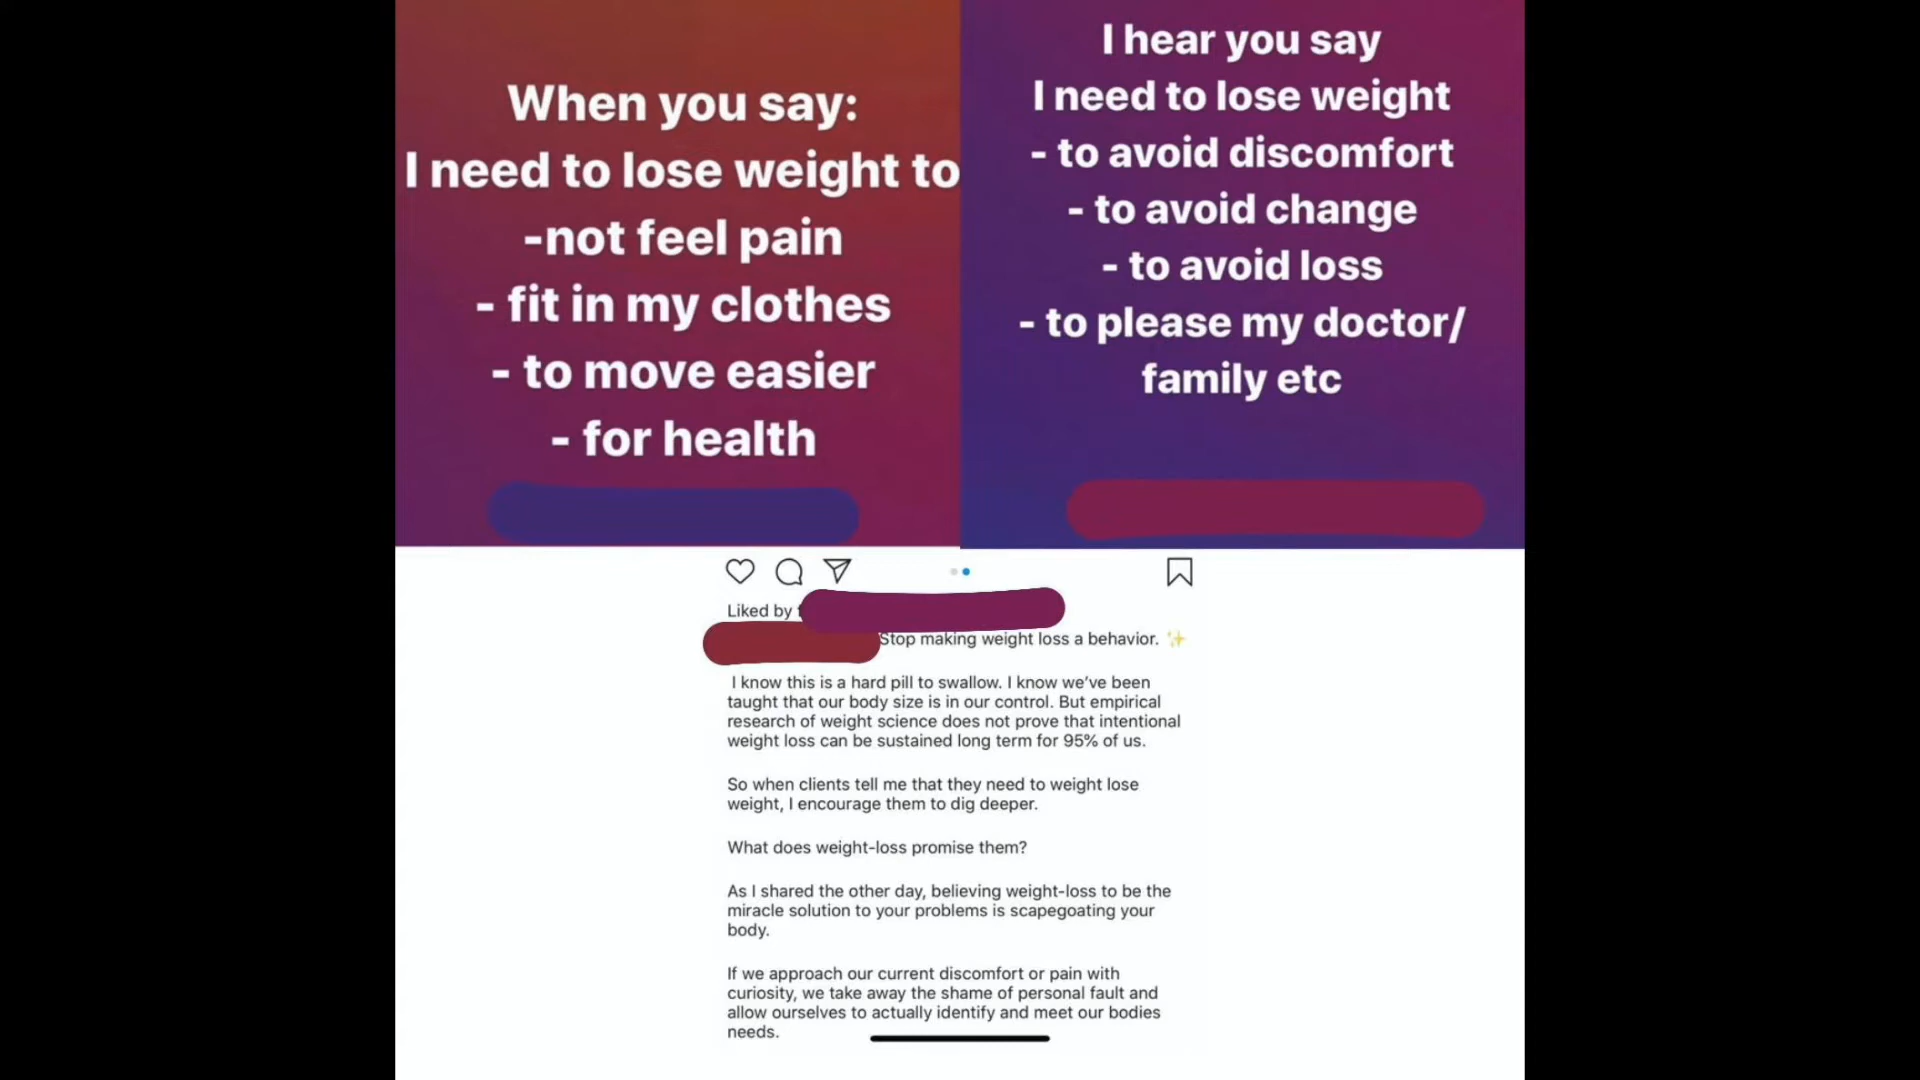 When you say:
I need to lose weight to
-not feel pain
- fit in my clothes
- to move easier
- for health
I hear you say
I need to lose weight
- to avoid discomfort
- to avoid change
- to avoid loss
- to please my doctor/
family etc
Liked by
Stop making weight loss a behavior. ✨
I know this is a hard pill to swallow. I know we’ve been
taught that our body size is in our control. But empirical
research of weight science does not prove that intentional
weight loss can be sustained long term for 95% of us.
So when clients tell me that they need to weight lose
weight, I encourage them to dig deeper.
What does weight-loss promise them?
As I shared the other day, believing weight-loss to be the
miracle solution to your problems is scapegoating your
body.
If we approach our current discomfort or pain with
curiosity, we take away the shame of personal fault and
allow ourselves to actually identify and meet our bodies
needs.